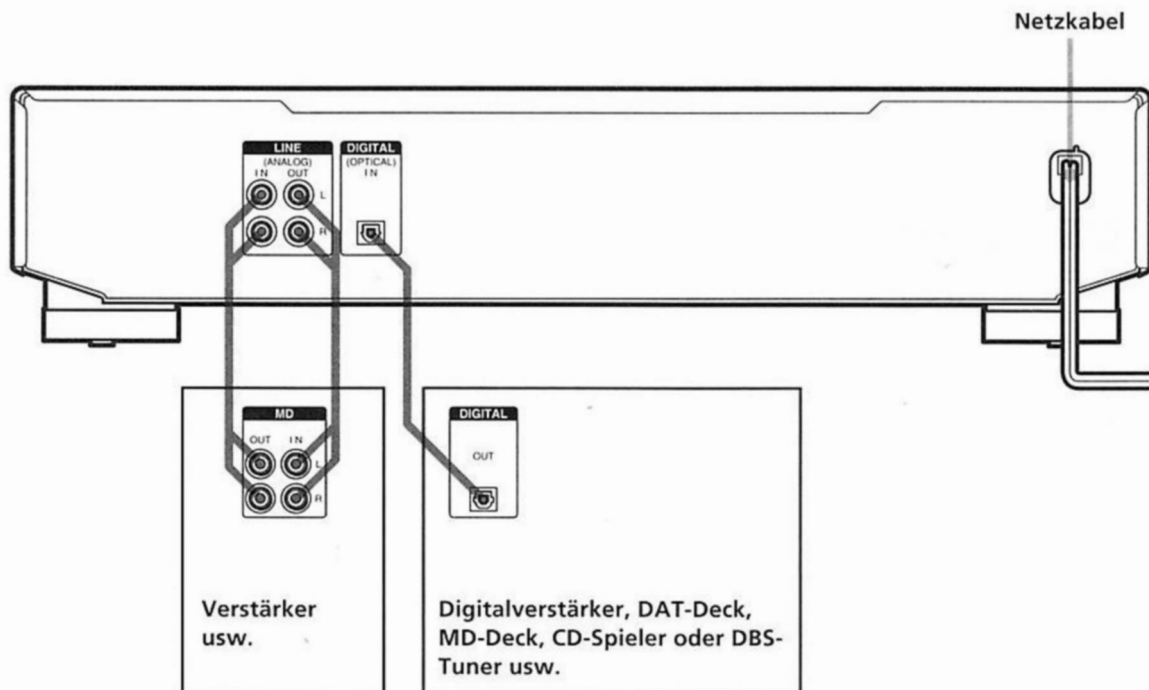 Netzkabel
LINE
(ANALOG)
IN OUT
L
R
DIGITAL
(OPTICAL)
IN
MD
OUT IN
L
R
DIGITAL
OUT
Verstärker
usw.
Digitalverstärker, DAT-Deck,
MD-Deck, CD-Spieler oder DBS-
Tuner usw.